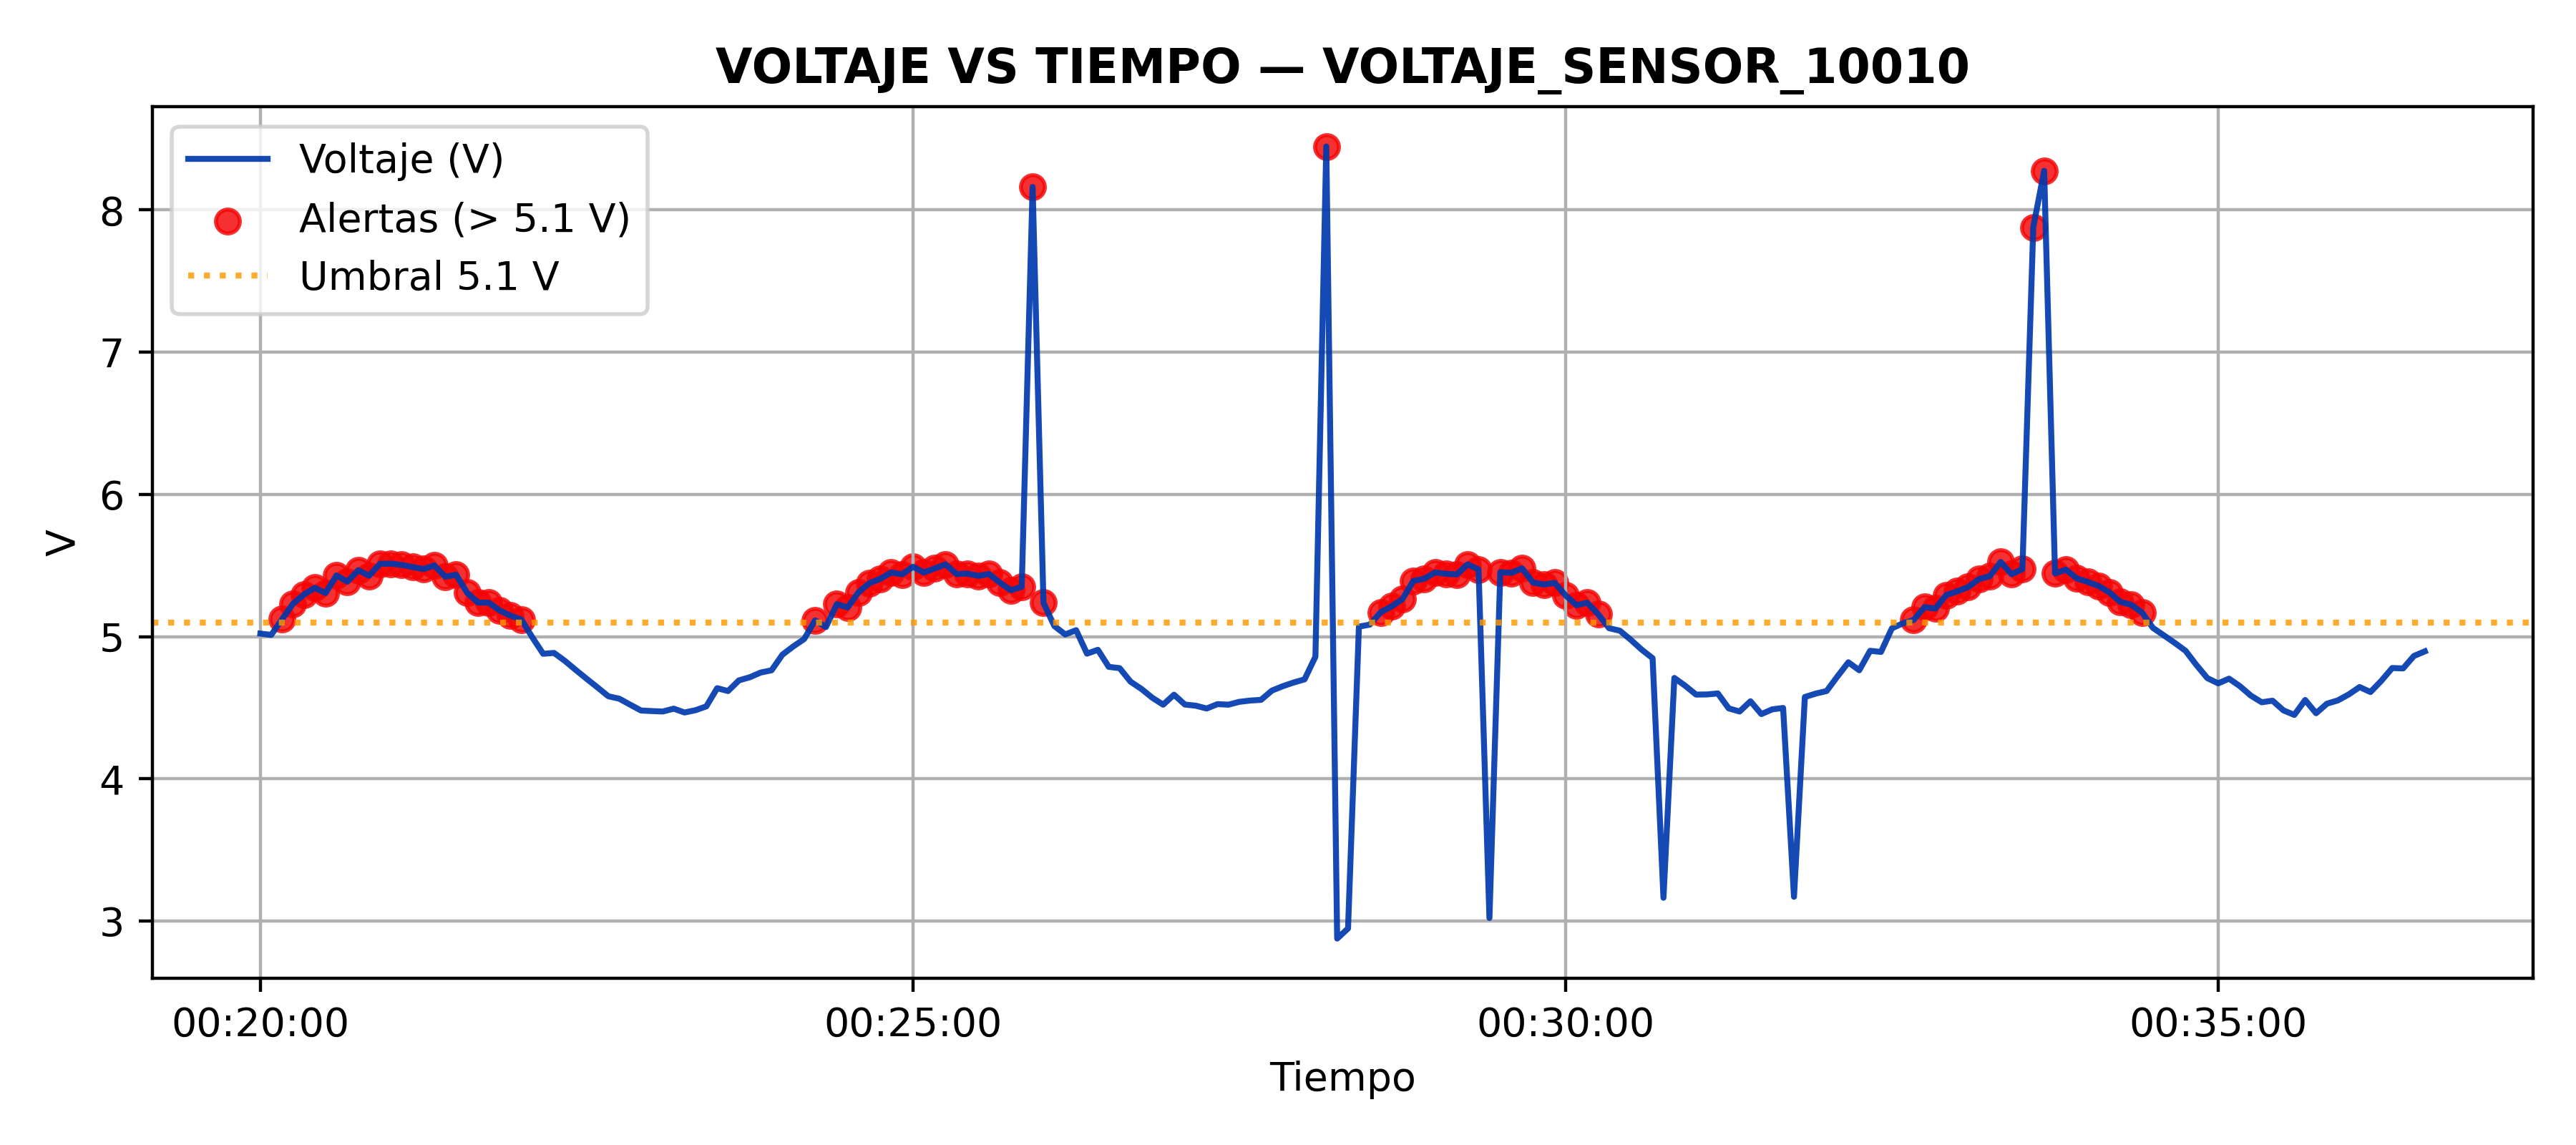 VOLTAJE VS TIEMPO — VOLTAJE_SENSOR_10010
Voltaje (V)
Alertas (> 5.1 V)
Umbral 5.1 V
8
7
6
5
4
3
V
00:20:00 00:25:00 00:30:00 00:35:00
Tiempo